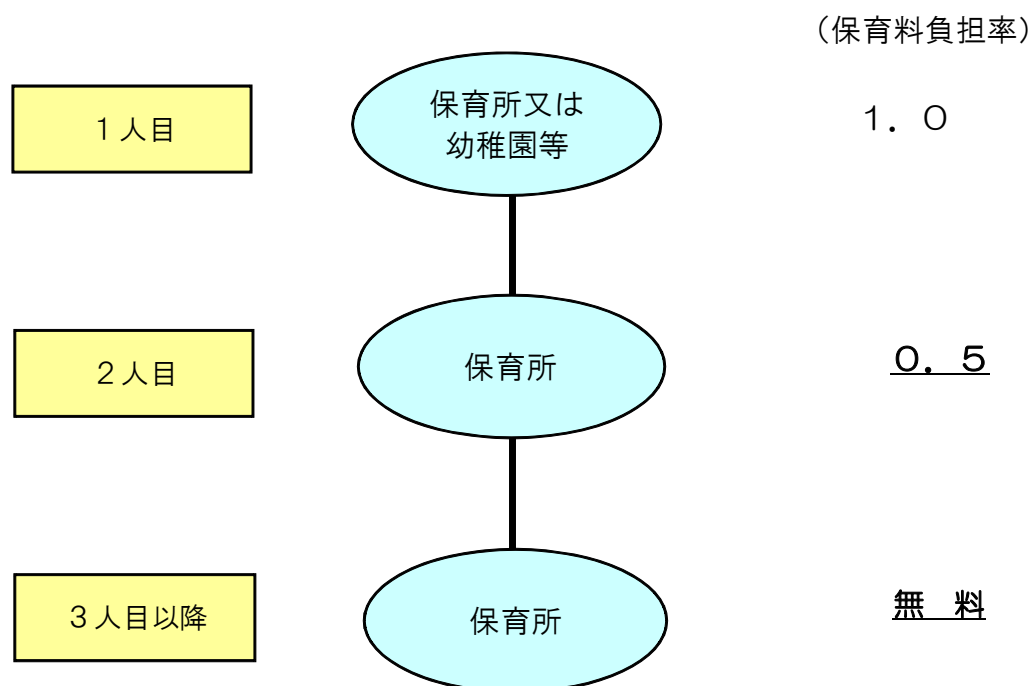 (保育料負担率)
1人目
保育所又は
幼稚園等
1.0
2人目
保育所
0.5
3人目以降
保育所
無 料